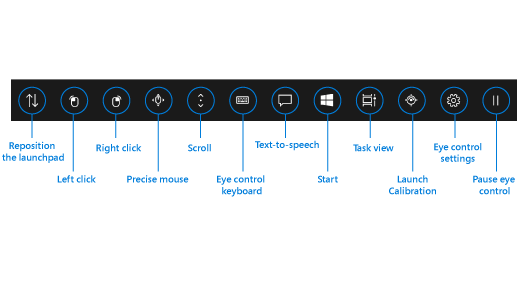 Reposition
the launchpad
Left click
Right click
Precise mouse
Scroll
Eye control
keyboard
Text-to-speech
Start
Task view
Launch
Calibration
Eye control
settings
Pause eye
control